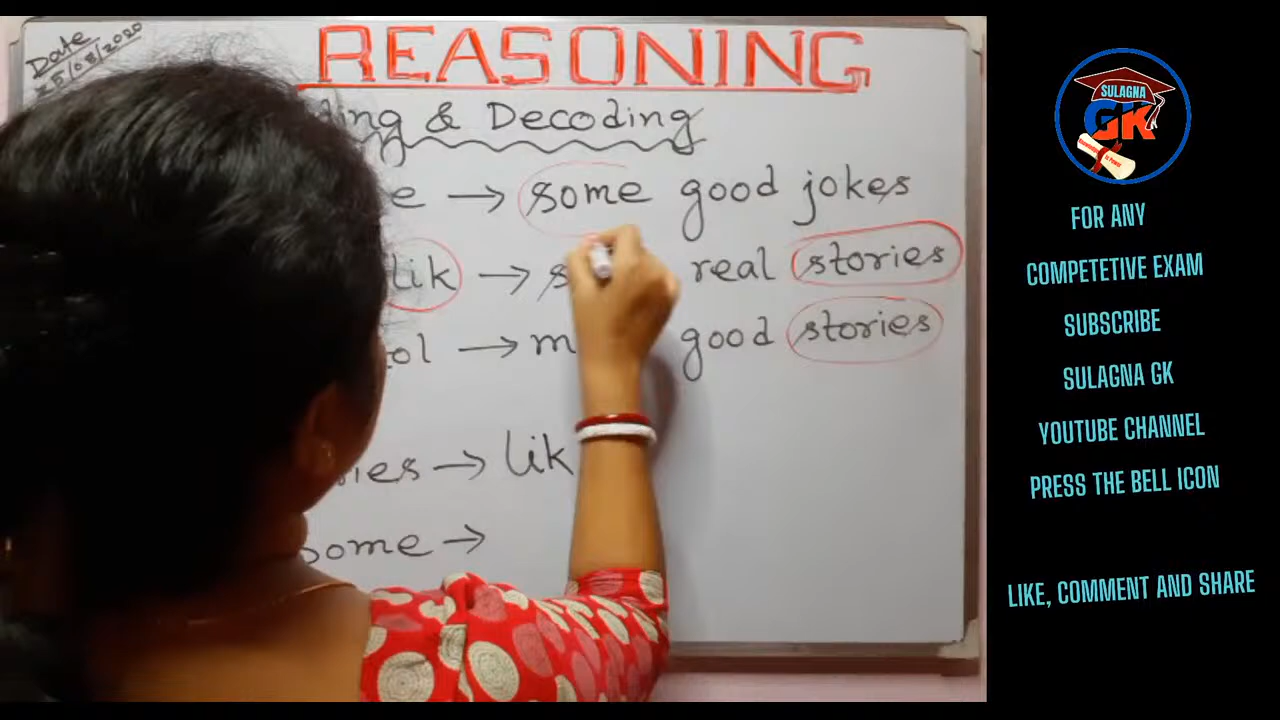 Date
25/08/2020
REASONING
ding & Decoding
e → some good jokes
lik → s real stories
ol → m good stories
ies → lik
some →
SULAGNA
GK
FOR ANY
COMPETETIVE EXAM
SUBSCRIBE
SULAGNA GK
YOUTUBE CHANNEL
PRESS THE BELL ICON
LIKE, COMMENT AND SHARE